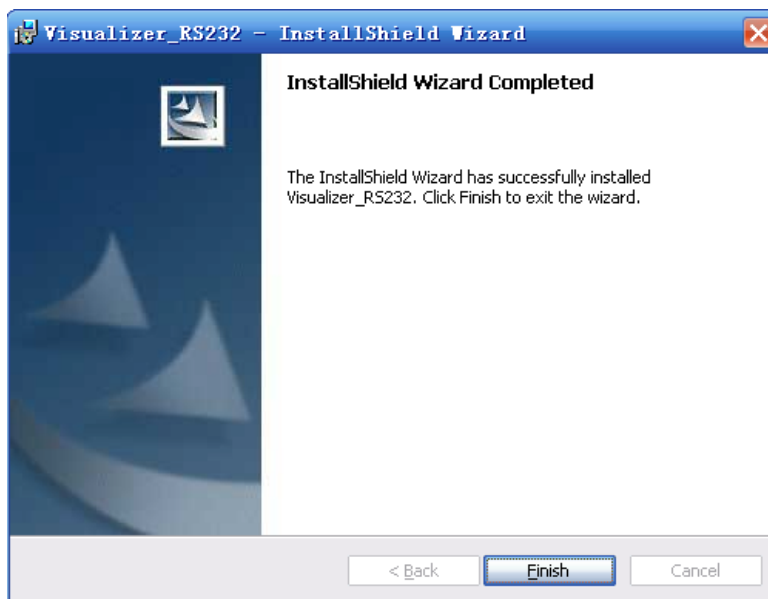 Visualizer_RS232 - InstallShield Wizard
InstallShield Wizard Completed
The InstallShield Wizard has successfully installed
Visualizer_RS232. Click Finish to exit the wizard.
< Back
Finish
Cancel